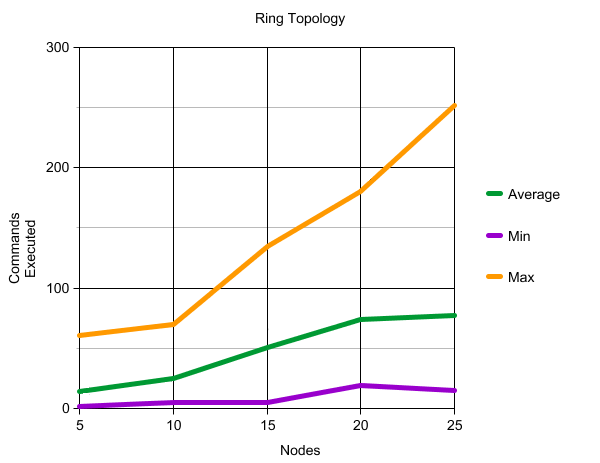 Ring Topology
300
200
100
0
Commands
Executed
5 10 15 20 25
Nodes
Average
Min
Max